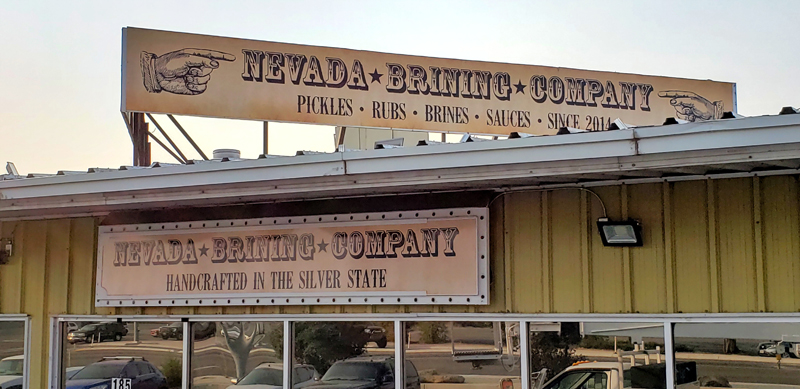 NEVADA★BRINING★COMPANY
PICKLES • RUBS • BRINES • SAUCES • SINCE 2014
NEVADA★BRINING★COMPANY
HANDCRAFTED IN THE SILVER STATE
185